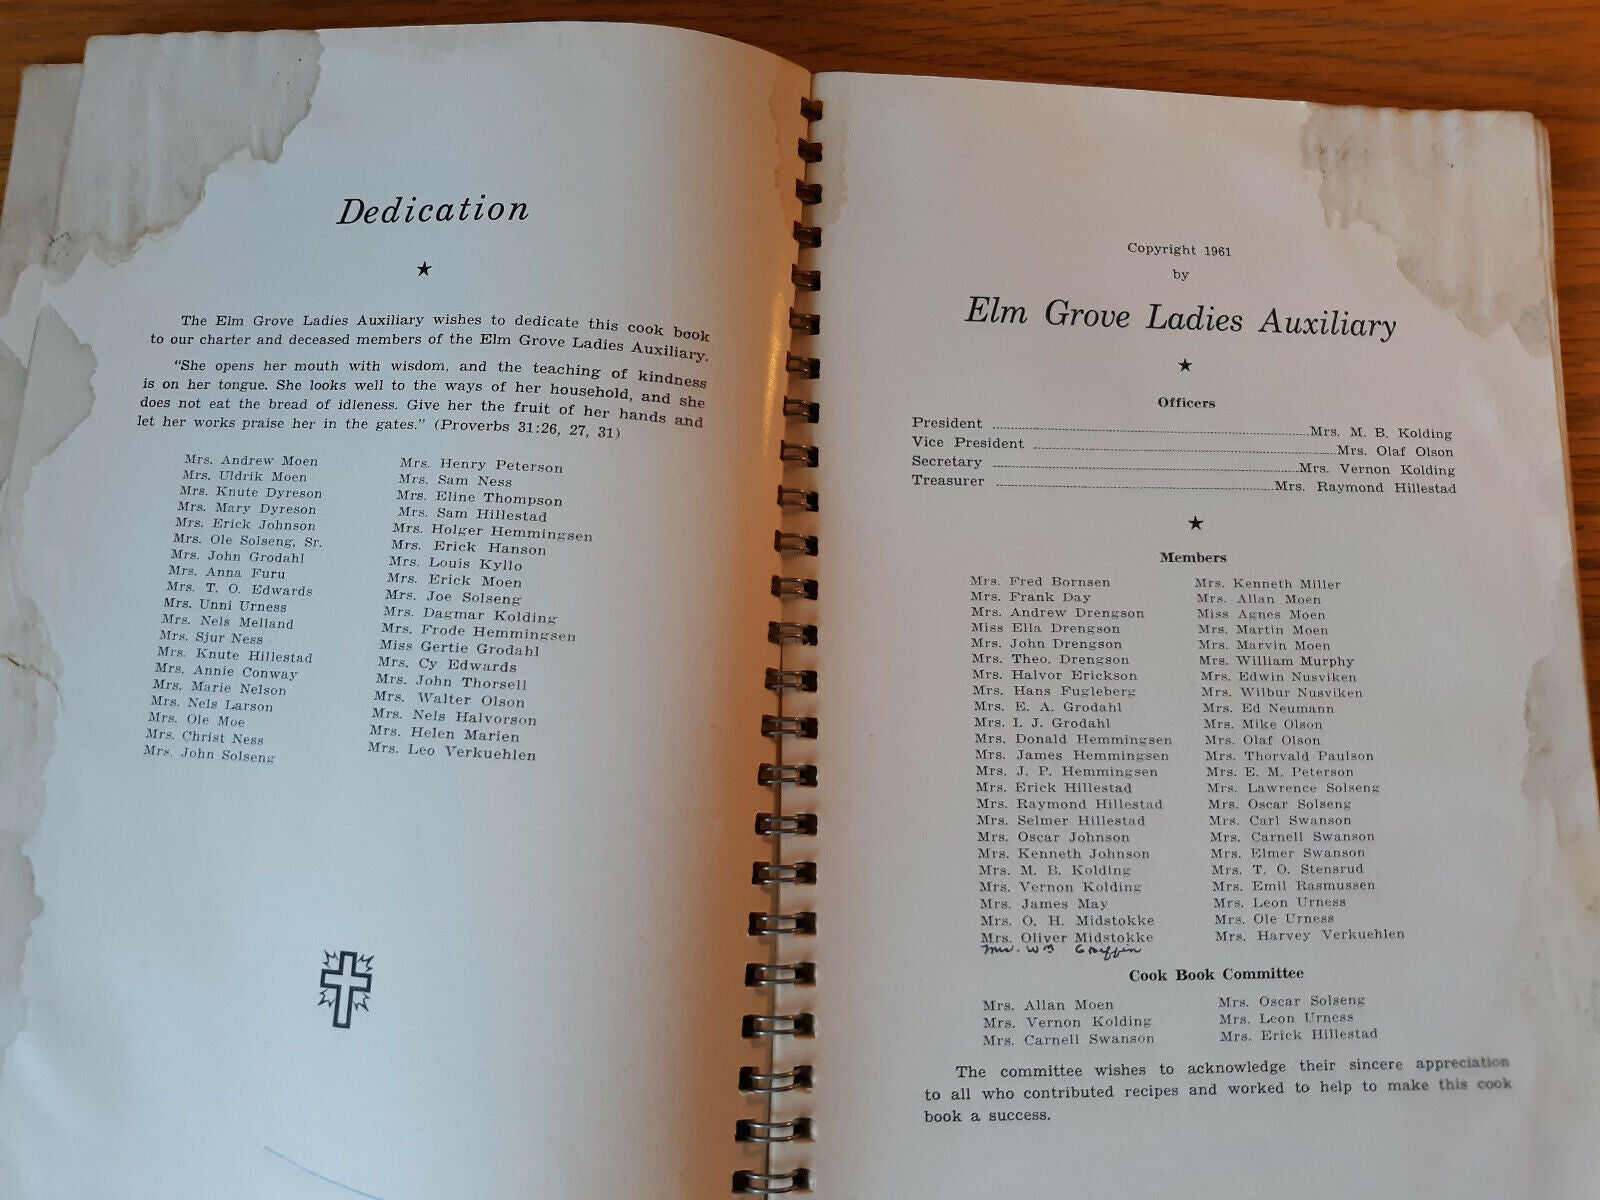 Dedication
★
The Elm Grove Ladies Auxiliary wishes to dedicate this cook book
to our charter and deceased members of the Elm Grove Ladies Auxiliary.
"She opens her mouth with wisdom, and the teaching of kindness
is on her tongue. She looks well to the ways of her household, and she
does not eat the bread of idleness. Give her the fruit of her hands and
let her works praise her in the gates." (Proverbs 31:26, 27, 31)
Mrs. Andrew Moen
Mrs. Uldrik Moen
Mrs. Knute Dyreson
Mrs. Mary Dyreson
Mrs. Erick Johnson
Mrs. Ole Solseng, Sr.
Mrs. John Grodahl
Mrs. Anna Furu
Mrs. T. O. Edwards
Mrs. Unni Urness
Mrs. Nels Melland
Mrs. Sjur Ness
Mrs. Knute Hillestad
Mrs. Annie Conway
Mrs. Marie Nelson
Mrs. Nels Larson
Mrs. Ole Moe
Mrs. Christ Ness
Mrs. John Solseng
Mrs. Henry Peterson
Mrs. Sam Ness
Mrs. Eline Thompson
Mrs. Sam Hillestad
Mrs. Holger Hemmingsen
Mrs. Erick Hanson
Mrs. Louis Kyllo
Mrs. Erick Moen
Mrs. Joe Solseng
Mrs. Dagmar Kolding
Mrs. Frode Hemmingsen
Miss Gertie Grodahl
Mrs. Cy Edwards
Mrs. John Thorsell
Mrs. Walter Olson
Mrs. Nels Halvorson
Mrs. Helen Marien
Mrs. Leo Verkuehlen
Copyright 1961
by
Elm Grove Ladies Auxiliary
★
Officers
President ........ Mrs. M. B. Kolding
Vice President ........ Mrs. Olaf Olson
Secretary ........ Mrs. Vernon Kolding
Treasurer ........ Mrs. Raymond Hillestad
★
Members
Mrs. Fred Bornsen
Mrs. Frank Day
Mrs. Andrew Drengson
Miss Ella Drengson
Mrs. John Drengson
Mrs. Theo. Drengson
Mrs. Halvor Erickson
Mrs. Hans Fugleberg
Mrs. E. A. Grodahl
Mrs. I. J. Grodahl
Mrs. Donald Hemmingsen
Mrs. James Hemmingsen
Mrs. J. P. Hemmingsen
Mrs. Erick Hillestad
Mrs. Raymond Hillestad
Mrs. Selmer Hillestad
Mrs. Oscar Johnson
Mrs. Kenneth Johnson
Mrs. M. B. Kolding
Mrs. Vernon Kolding
Mrs. James May
Mrs. O. H. Midstokke
Mrs. Oliver Midstokke
Mrs. Wm Griffin
Mrs. Kenneth Miller
Mrs. Allan Moen
Miss Agnes Moen
Mrs. Martin Moen
Mrs. Marvin Moen
Mrs. William Murphy
Mrs. Edwin Nusviken
Mrs. Wilbur Nusviken
Mrs. Ed Neumann
Mrs. Mike Olson
Mrs. Olaf Olson
Mrs. Thorvald Paulson
Mrs. E. M. Peterson
Mrs. Lawrence Solseng
Mrs. Oscar Solseng
Mrs. Carl Swanson
Mrs. Carnell Swanson
Mrs. Elmer Swanson
Mrs. T. O. Stensrud
Mrs. Emil Rasmussen
Mrs. Leon Urness
Mrs. Ole Urness
Mrs. Harvey Verkuehlen
Cook Book Committee
Mrs. Allan Moen
Mrs. Vernon Kolding
Mrs. Carnell Swanson
Mrs. Oscar Solseng
Mrs. Leon Urness
Mrs. Erick Hillestad
The committee wishes to acknowledge their sincere appreciation
to all who contributed recipes and worked to help to make this cook
book a success.